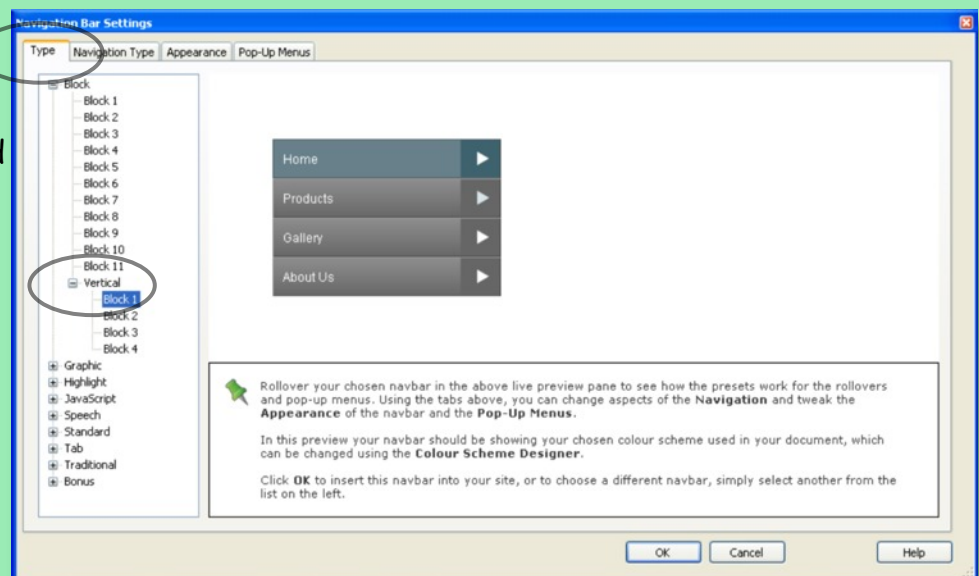 Navigation Bar Settings
Type Navigation Type Appearance Pop-Up Menus
Block
Block 1
Block 2
Block 3
Block 4
Block 5
Block 6
Block 7
Block 8
Block 9
Block 10
Block 11
Vertical
Block 1
Block 2
Block 3
Block 4
Graphic
Highlight
JavaScript
Speech
Standard
Tab
Traditional
Bonus
Home
Products
Gallery
About Us
Rollover your chosen navbar in the above live preview pane to see how the presets work for the rollovers
and pop-up menus. Using the tabs above, you can change aspects of the Navigation and tweak the
Appearance of the navbar and the Pop-Up Menus.
In this preview your navbar should be showing your chosen colour scheme used in your document, which
can be changed using the Colour Scheme Designer.
Click OK to insert this navbar into your site, or to choose a different navbar, simply select another from the
list on the left.
OK Cancel Help